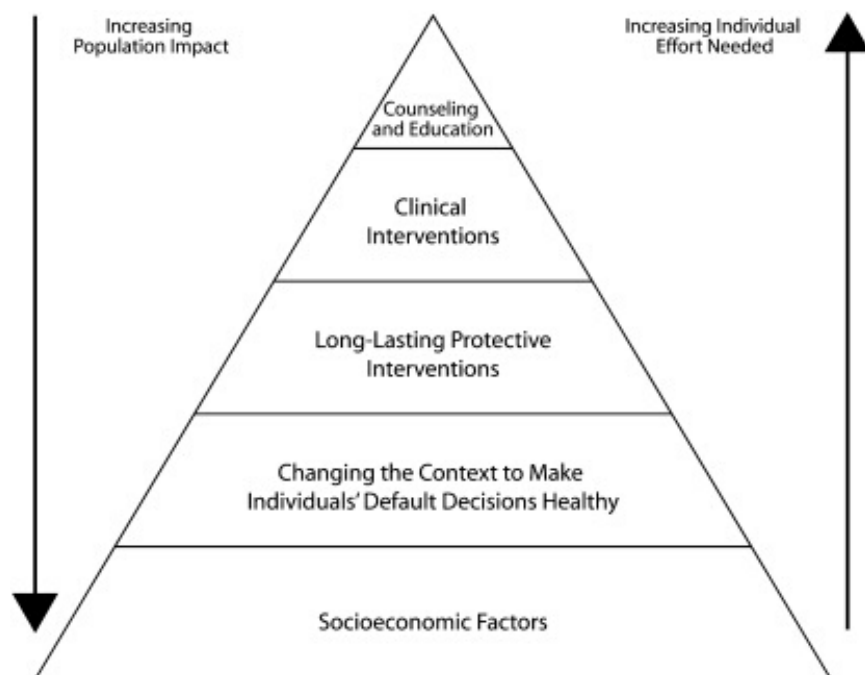 Increasing
Population Impact
Increasing Individual
Effort Needed
Counseling
and Education
Clinical
Interventions
Long-Lasting Protective
Interventions
Changing the Context to Make
Individuals’ Default Decisions Healthy
Socioeconomic Factors